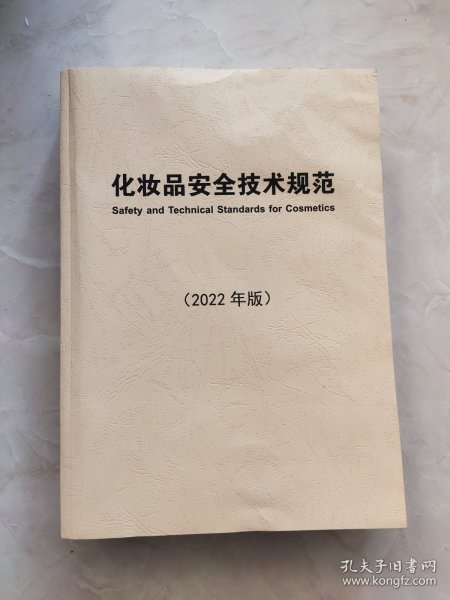 化妆品安全技术规范
Safety and Technical Standards for Cosmetics
（2022 年版）
孔夫子旧书网
www.kongfz.com